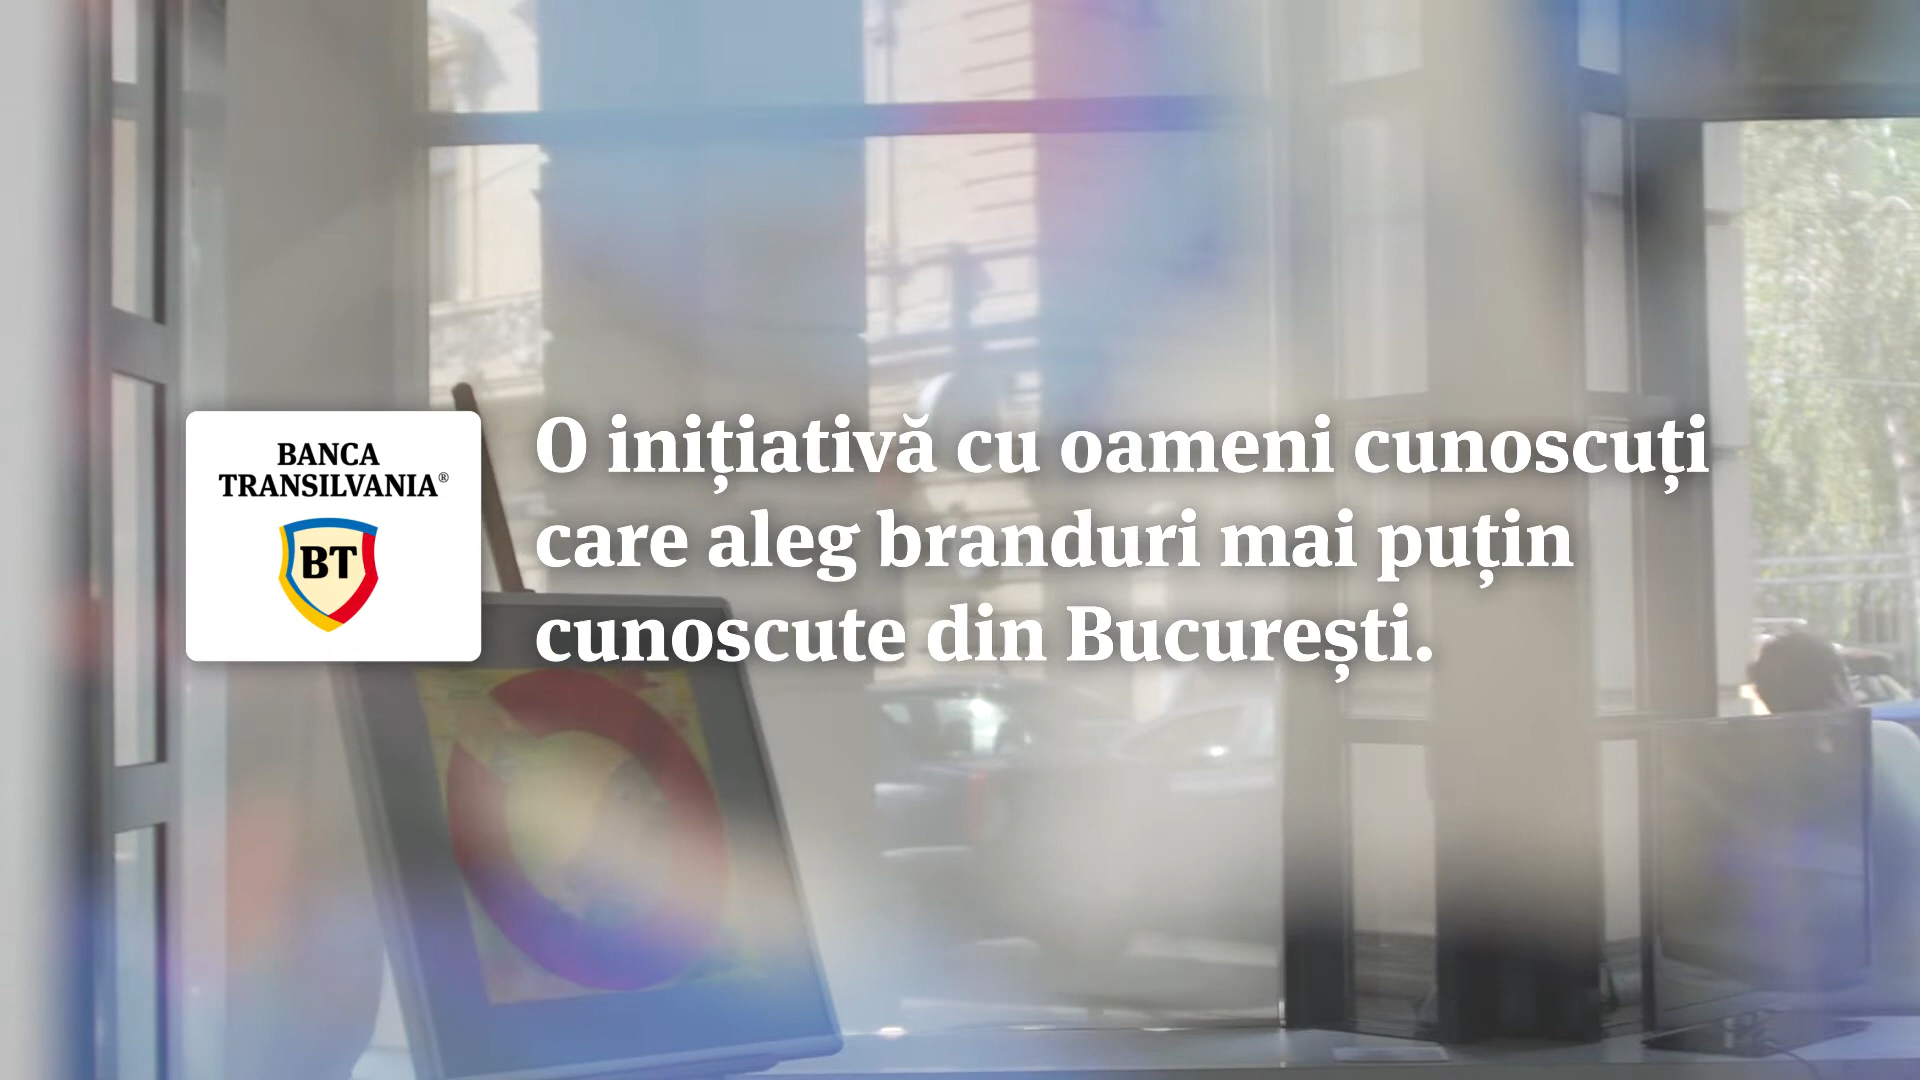 BANCA
TRANSILVANIA®
BT
O inițiativă cu oameni cunoscuți
care aleg branduri mai puțin
cunoscute din București.